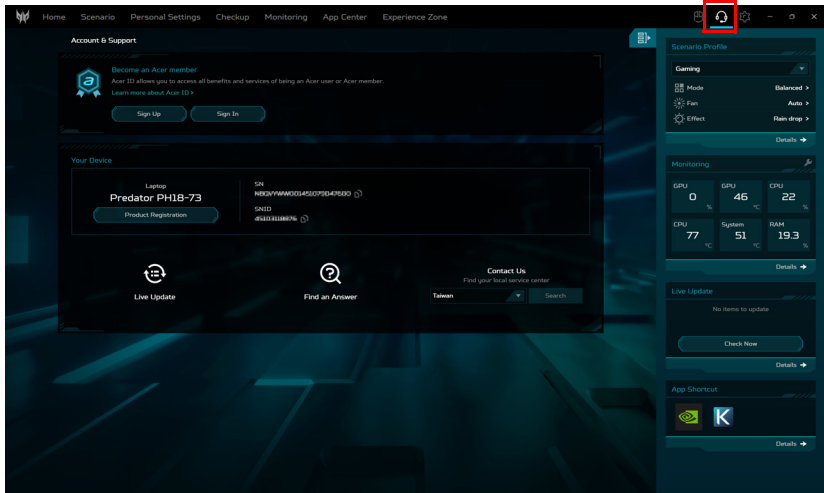 Home Scenario Personal Settings Checkup Monitoring App Center Experience Zone
Account & Support
Become an Acer member
Acer ID allows you to access all benefits and services of being an Acer user or Acer member.
Learn more about Acer ID >
Sign Up Sign In
Your Device
Laptop
Predator PH18-73
Product Registration
SN
SNID
Live Update
Find an Answer
Contact Us
Find your local service center
Taiwan Search
Scenario Profile
Gaming
Mode Balanced >
Fan Auto >
Effect Rain drop >
Details →
Monitoring
GPU GPU CPU
0 % 46 °C 22 %
CPU System RAM
77 °C 51 °C 19.3 %
Details →
Live Update
No items to update
Check Now
Details →
App Shortcut
K
Details →